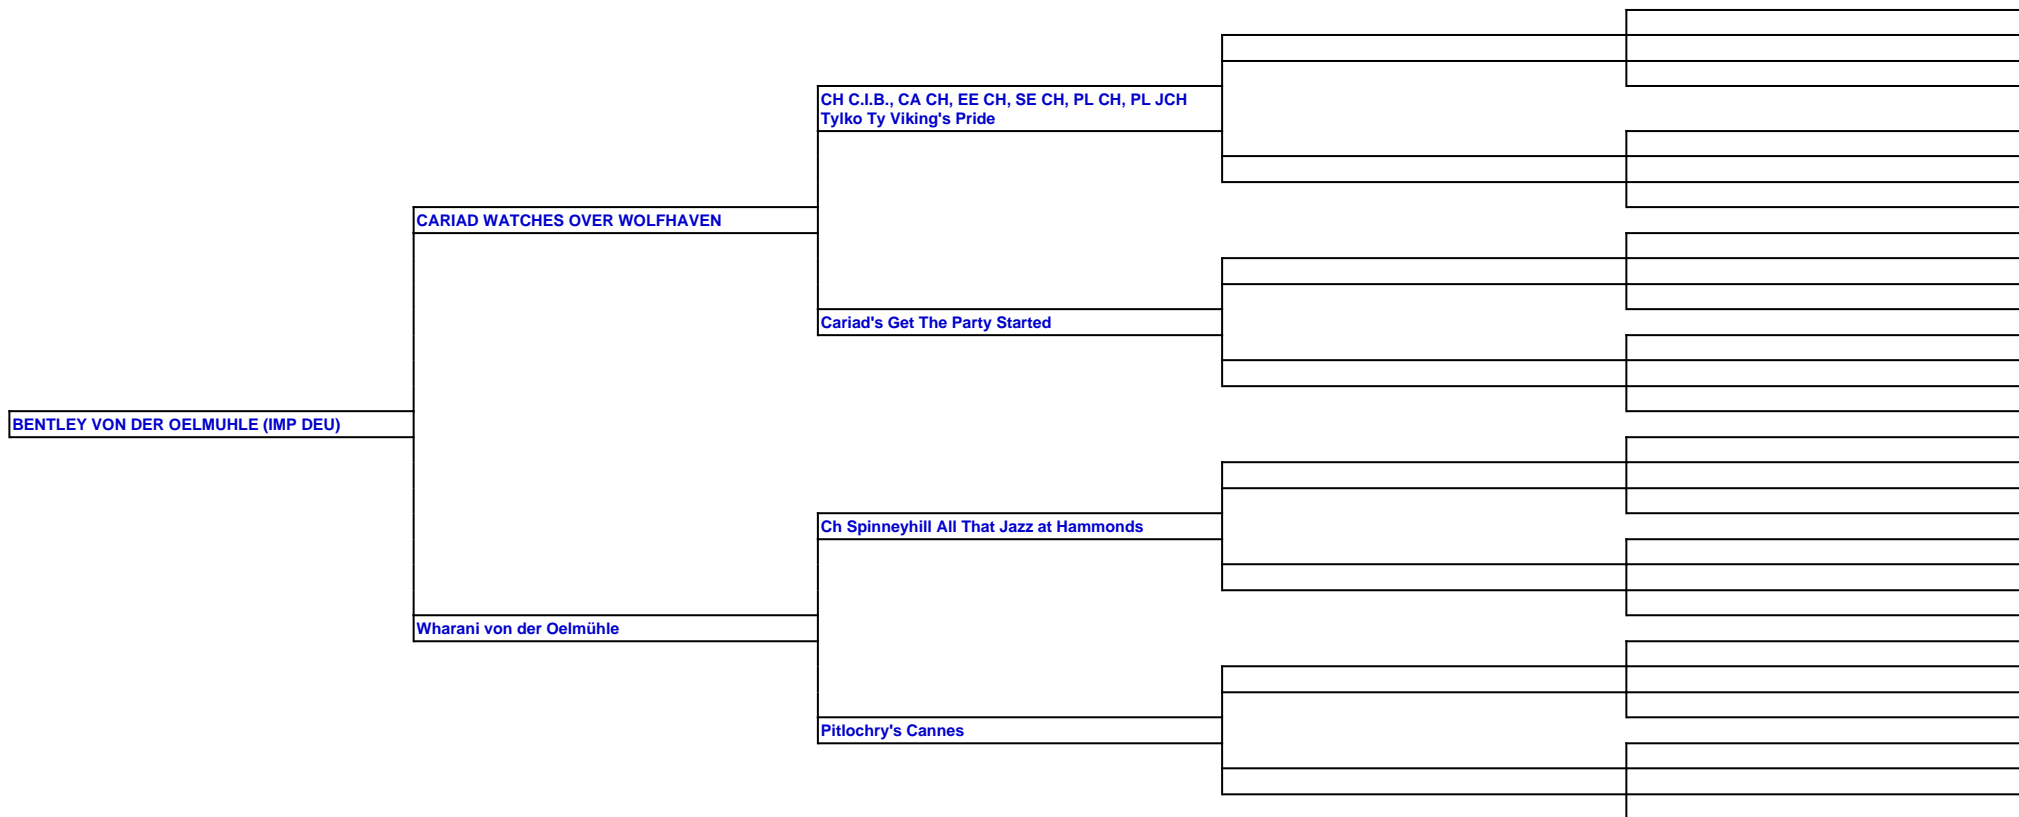 CH C.I.B., CA CH, EE CH, SE CH, PL CH, PL JCH
Tylko Ty Viking's Pride
CARIAD WATCHES OVER WOLFHAVEN
Cariad's Get The Party Started
BENTLEY VON DER OELMUHLE (IMP DEU)
Ch Spinneyhill All That Jazz at Hammonds
Wharani von der Oelmühle
Pitlochry's Cannes